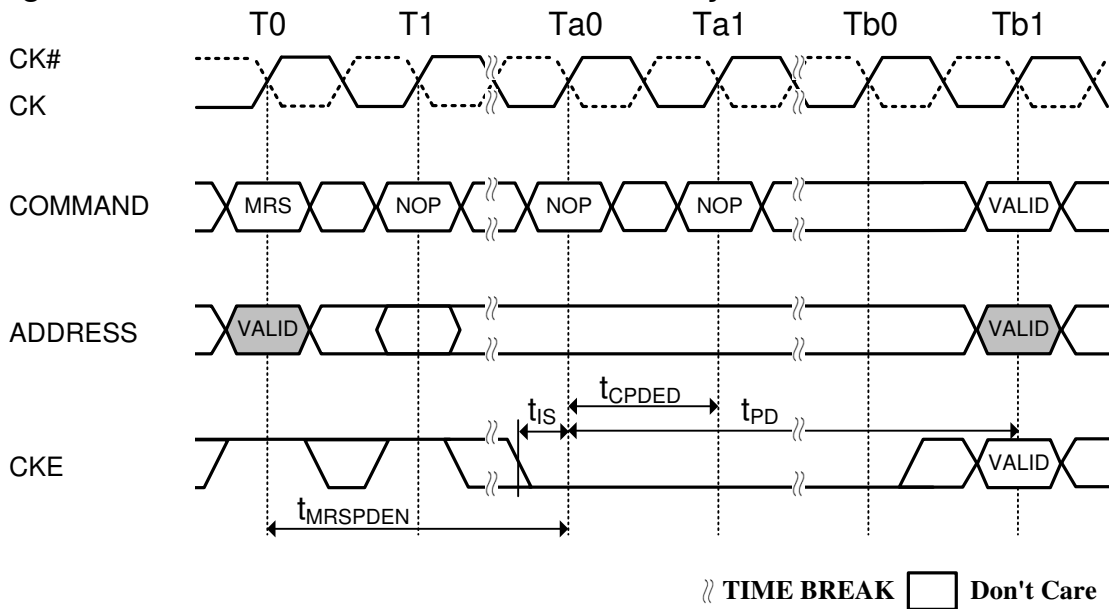 T0 T1 Ta0 Ta1 Tb0 Tb1
CK#
CK
COMMAND MRS NOP NOP NOP VALID
ADDRESS VALID VALID
tIS tCPDED tPD
CKE VALID
tMRSPDEN
TIME BREAK Don't Care